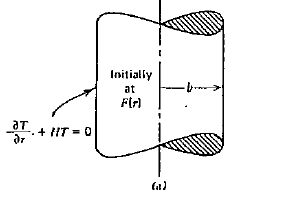 Initially
at
F(r)
b
∂T/∂r + HT = 0
(a)